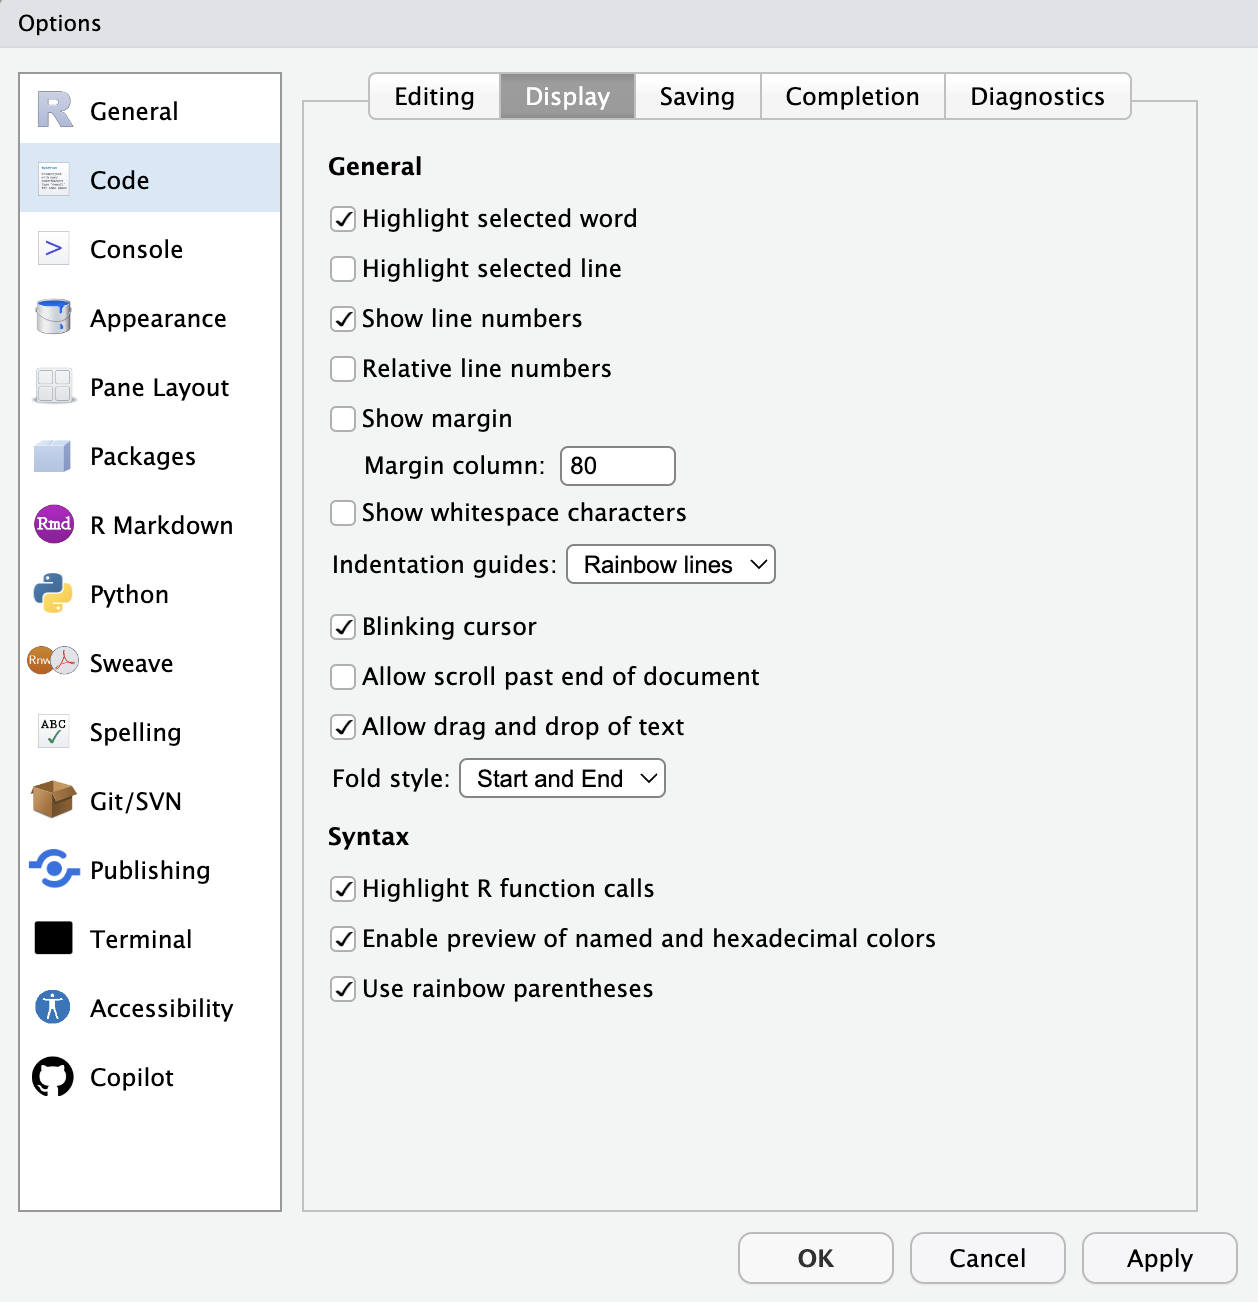 Options
General
Code
Console
Appearance
Pane Layout
Packages
Rmd R Markdown
Python
Rnw Sweave
ABC Spelling
Git/SVN
Publishing
Terminal
Accessibility
Copilot
Editing Display Saving Completion Diagnostics
General
Highlight selected word
Highlight selected line
Show line numbers
Relative line numbers
Show margin
Margin column: 80
Show whitespace characters
Indentation guides: Rainbow lines
Blinking cursor
Allow scroll past end of document
Allow drag and drop of text
Fold style: Start and End
Syntax
Highlight R function calls
Enable preview of named and hexadecimal colors
Use rainbow parentheses
OK Cancel Apply